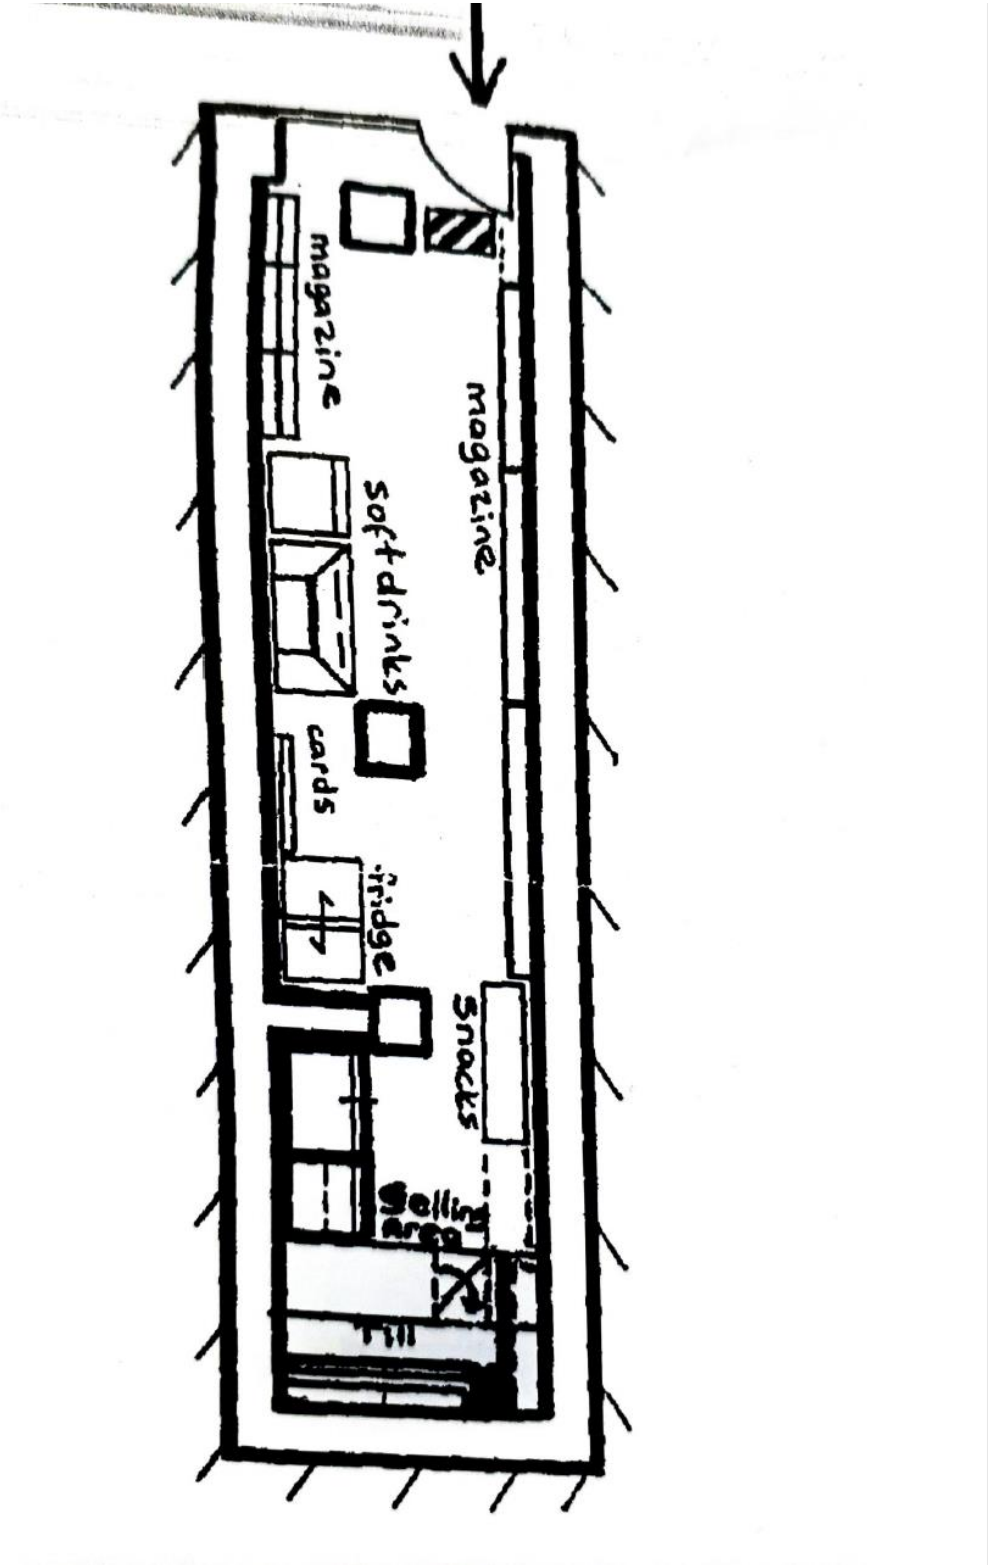 magazine
magazine
soft drinks
cards
fridge
snacks
selling
area
Till